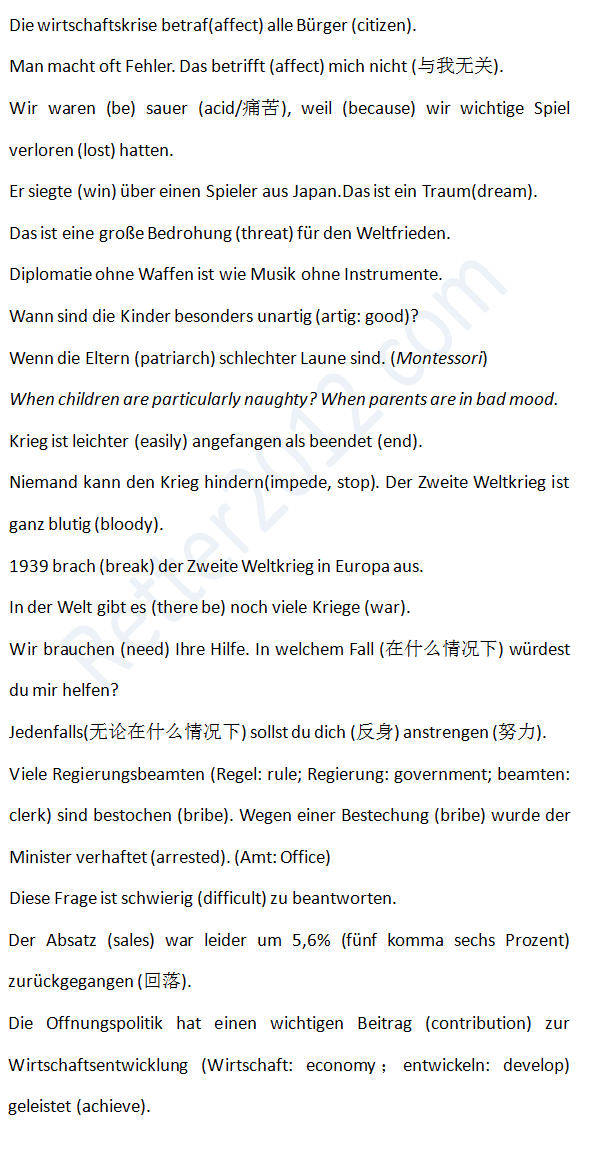 Die wirtschaftskrise betraf(affect) alle Bürger (citizen).
Man macht oft Fehler. Das betrifft (affect) mich nicht (与我无关).
Wir waren (be) sauer (acid/痛苦), weil (because) wir wichtige Spiel
verloren (lost) hatten.
Er siegte (win) über einen Spieler aus Japan.Das ist ein Traum(dream).
Das ist eine große Bedrohung (threat) für den Weltfrieden.
Diplomatie ohne Waffen ist wie Musik ohne Instrumente.
Wann sind die Kinder besonders unartig (artig: good)?
Wenn die Eltern (patriarch) schlechter Laune sind. (Montessori)
When children are particularly naughty? When parents are in bad mood.
Krieg ist leichter (easily) angefangen als beendet (end).
Niemand kann den Krieg hindern(impede, stop). Der Zweite Weltkrieg ist
ganz blutig (bloody).
1939 brach (break) der Zweite Weltkrieg in Europa aus.
In der Welt gibt es (there be) noch viele Kriege (war).
Wir brauchen (need) Ihre Hilfe. In welchem Fall (在什么情况下) würdest
du mir helfen?
Jedenfalls(无论在什么情况下) sollst du dich (反身) anstrengen (努力).
Viele Regierungsbeamten (Regel: rule; Regierung: government; beamten:
clerk) sind bestochen (bribe). Wegen einer Bestechung (bribe) wurde der
Minister verhaftet (arrested). (Amt: Office)
Diese Frage ist schwierig (difficult) zu beantworten.
Der Absatz (sales) war leider um 5,6% (fünf komma sechs Prozent)
zurückgegangen (回落).
Die Offnungspolitik hat einen wichtigen Beitrag (contribution) zur
Wirtschaftsentwicklung (Wirtschaft: economy； entwickeln: develop)
geleistet (achieve).
Retter2012.com